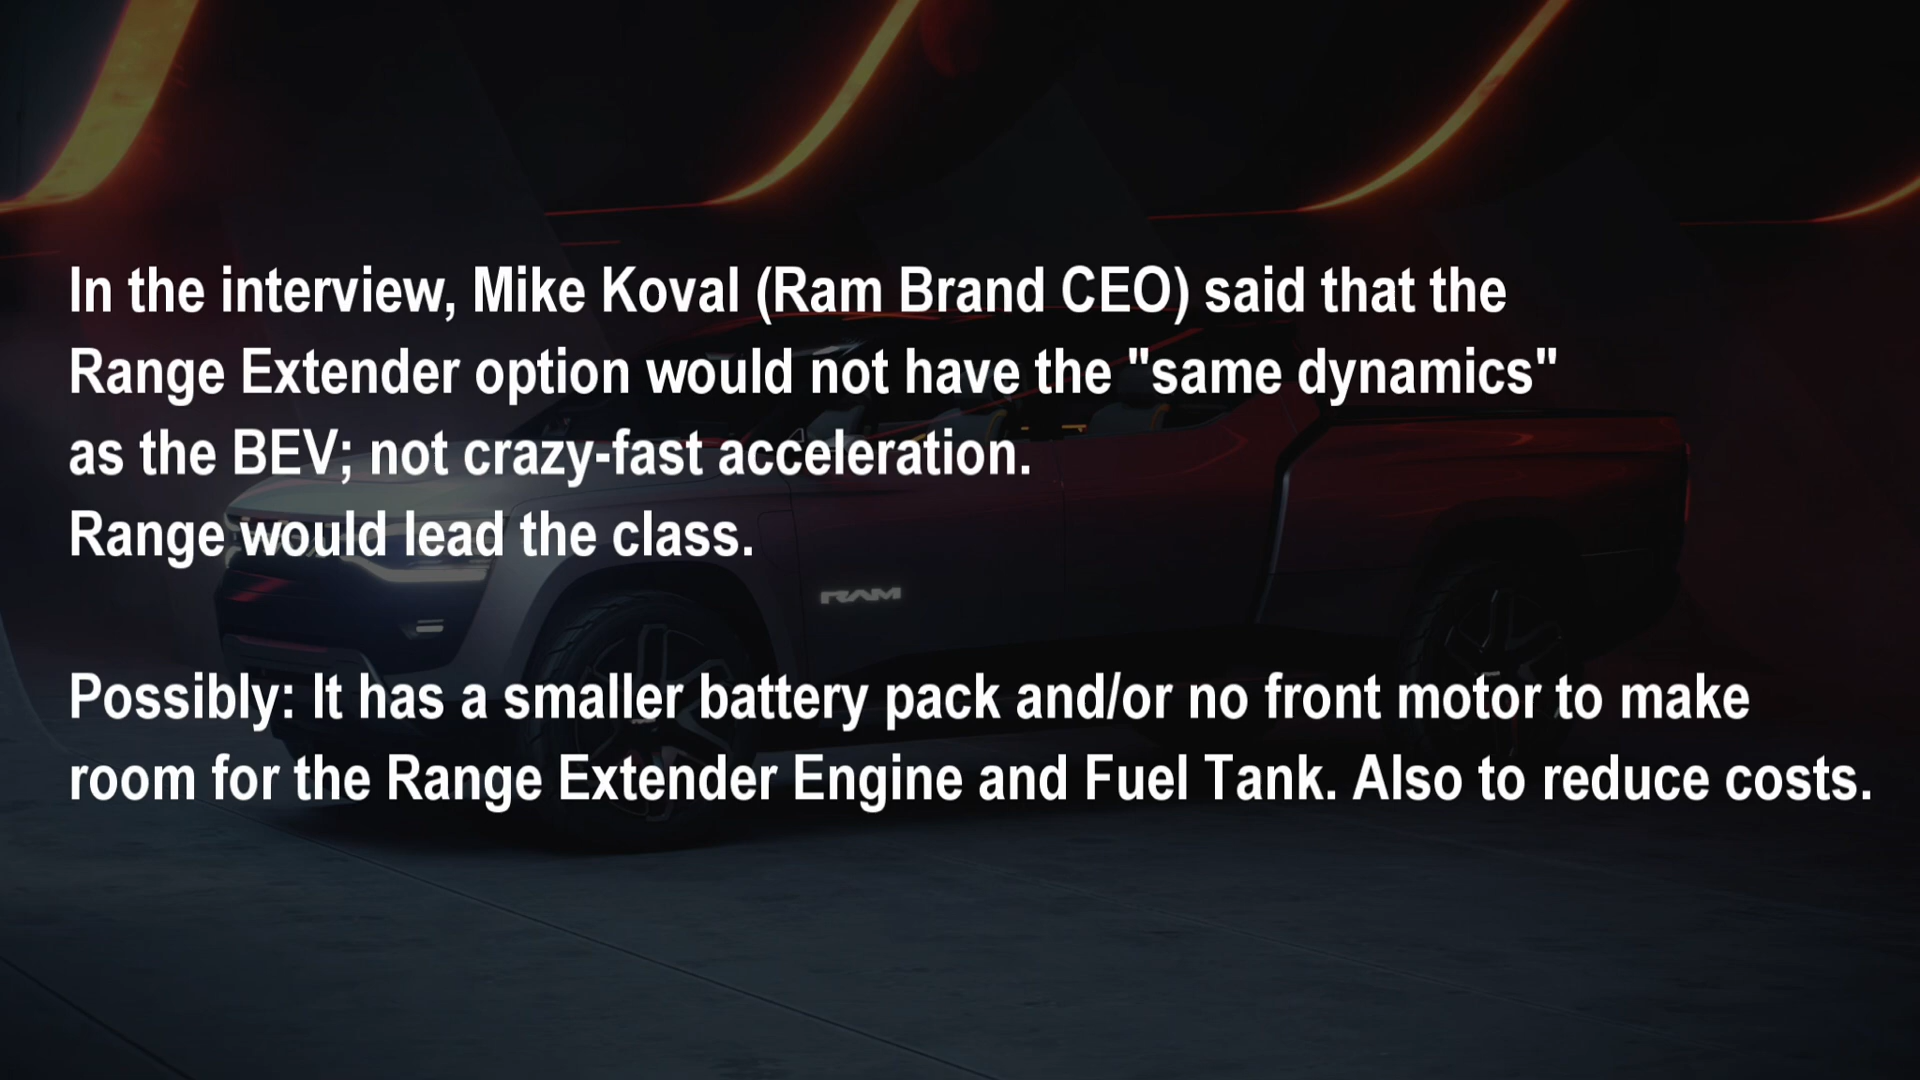 In the interview, Mike Koval (Ram Brand CEO) said that the
Range Extender option would not have the "same dynamics"
as the BEV; not crazy-fast acceleration.
Range would lead the class.
RAM
Possibly: It has a smaller battery pack and/or no front motor to make
room for the Range Extender Engine and Fuel Tank. Also to reduce costs.